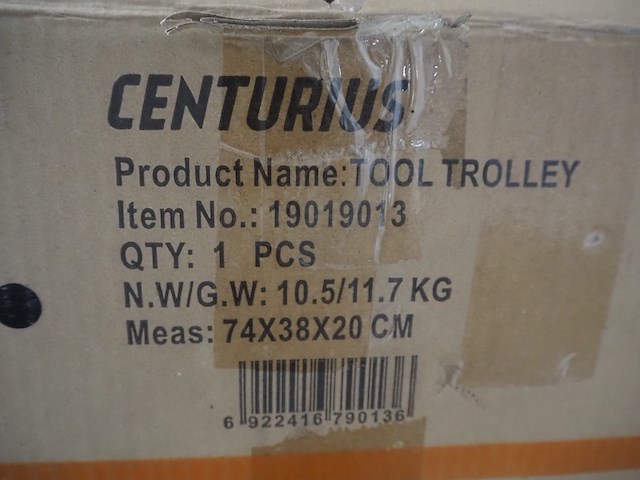 CENTURIUS
Product Name:TOOL TROLLEY
Item No.: 19019013
QTY: 1 PCS
N.W/G.W: 10.5/11.7 KG
Meas: 74X38X20 CM
6 922416 790136